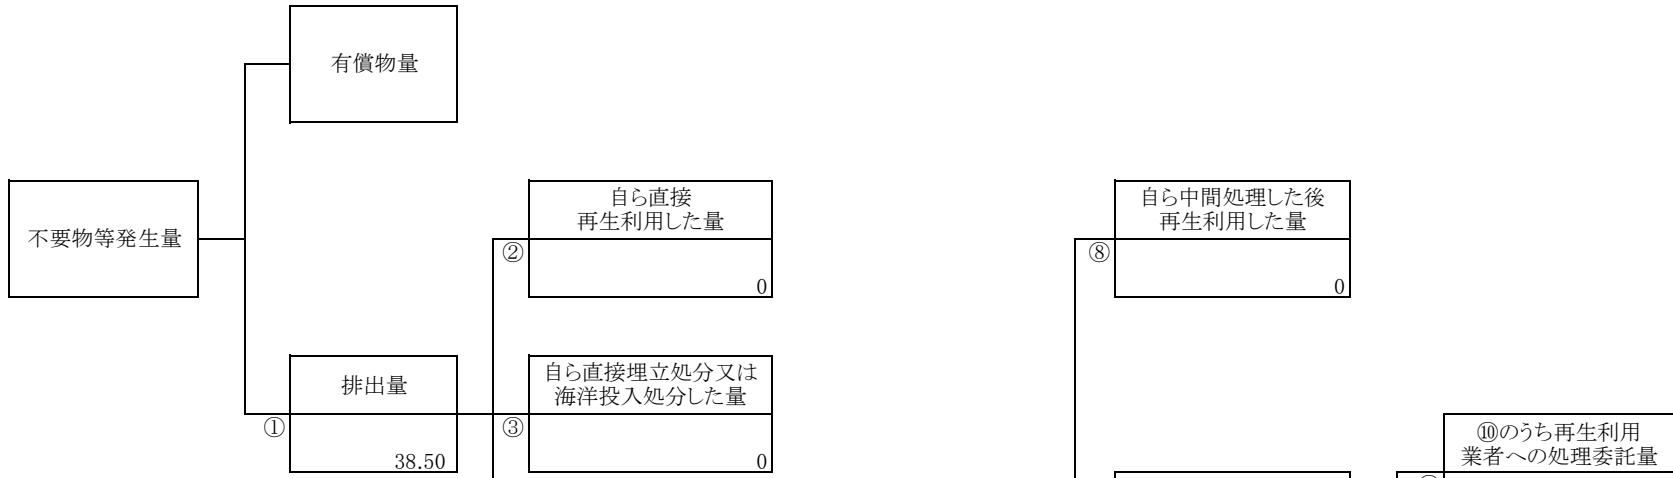 有償物量
不要物等発生量
自ら直接
再生利用した量
②
0
自ら中間処理した後
再生利用した量
⑧
0
排出量
①
38.50
自ら直接埋立処分又は
海洋投入処分した量
③
0
⑩のうち再生利用
業者への処理委託量